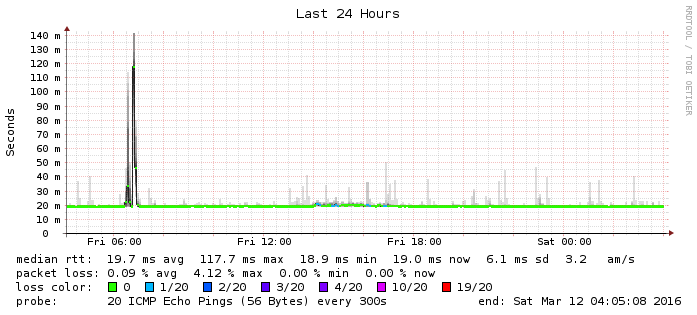 Last 24 Hours
RRDTOOL / TOBI OETIKER
Seconds
140 m
130 m
120 m
110 m
100 m
90 m
80 m
70 m
60 m
50 m
40 m
30 m
20 m
10 m
0
Fri 06:00 Fri 12:00 Fri 18:00 Sat 00:00
median rtt: 19.7 ms avg 117.7 ms max 18.9 ms min 19.0 ms now 6.1 ms sd 3.2 am/s
packet loss: 0.09 % avg 4.12 % max 0.00 % min 0.00 % now
loss color: 0 1/20 2/20 3/20 4/20 10/20 19/20
probe: 20 ICMP Echo Pings (56 Bytes) every 300s end: Sat Mar 12 04:05:08 2016